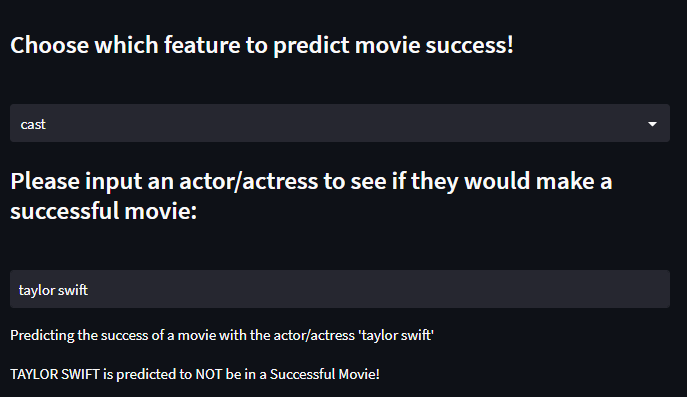 Choose which feature to predict movie success!
cast
Please input an actor/actress to see if they would make a
successful movie:
taylor swift
Predicting the success of a movie with the actor/actress 'taylor swift'
TAYLOR SWIFT is predicted to NOT be in a Successful Movie!